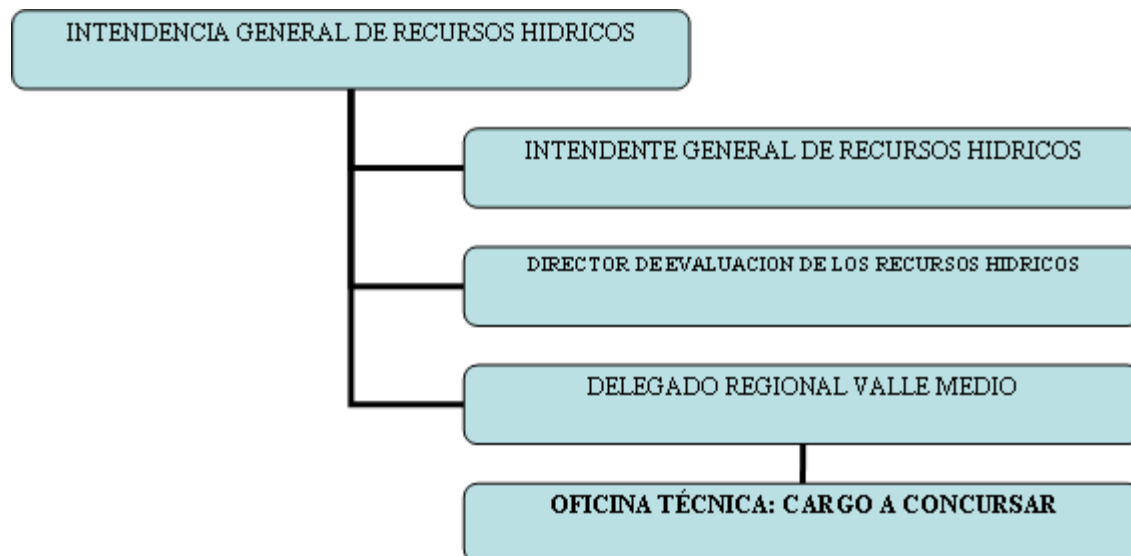 INTENDENCIA GENERAL DE RECURSOS HIDRICOS
INTENDENTE GENERAL DE RECURSOS HIDRICOS
DIRECTOR DE EVALUACION DE LOS RECURSOS HIDRICOS
DELEGADO REGIONAL VALLE MEDIO
OFICINA TÉCNICA: CARGO A CONCURSAR